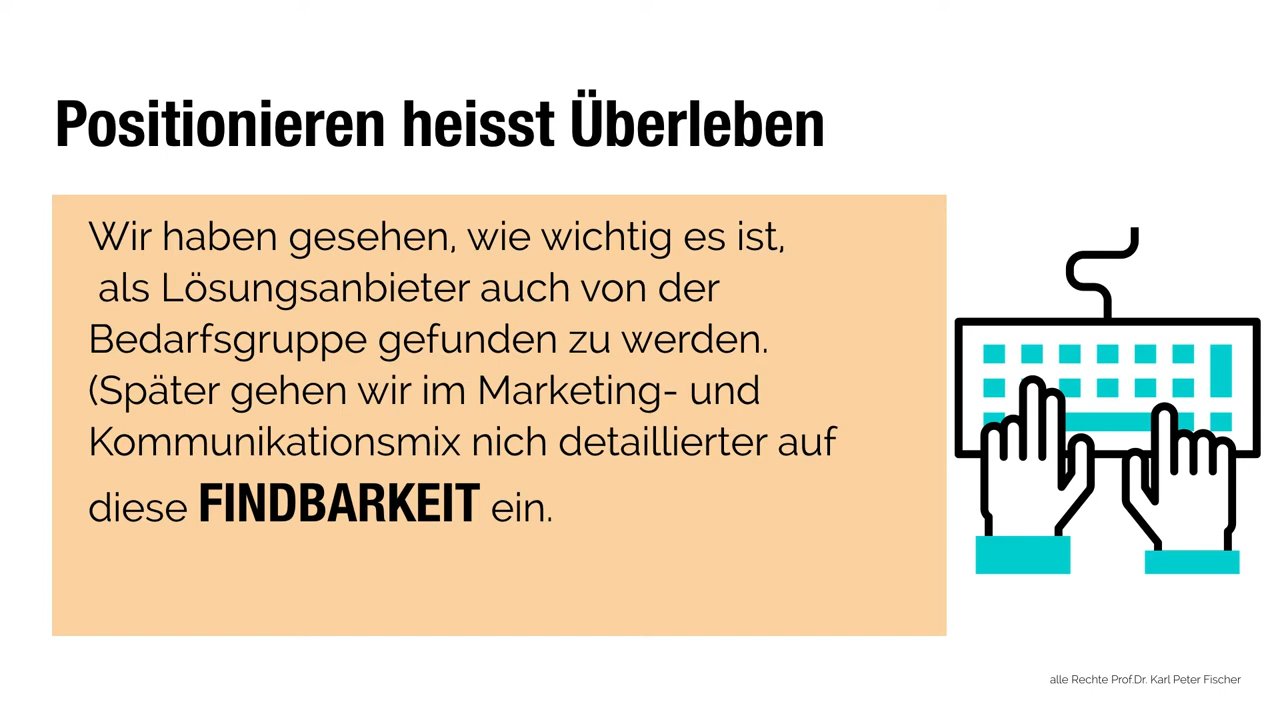 Positionieren heisst Überleben
Wir haben gesehen, wie wichtig es ist,
als Lösungsanbieter auch von der
Bedarfsgruppe gefunden zu werden.
(Später gehen wir im Marketing- und
Kommunikationsmix nich detaillierter auf
diese FINDBARKEIT ein.
alle Rechte Prof.Dr. Karl Peter Fischer